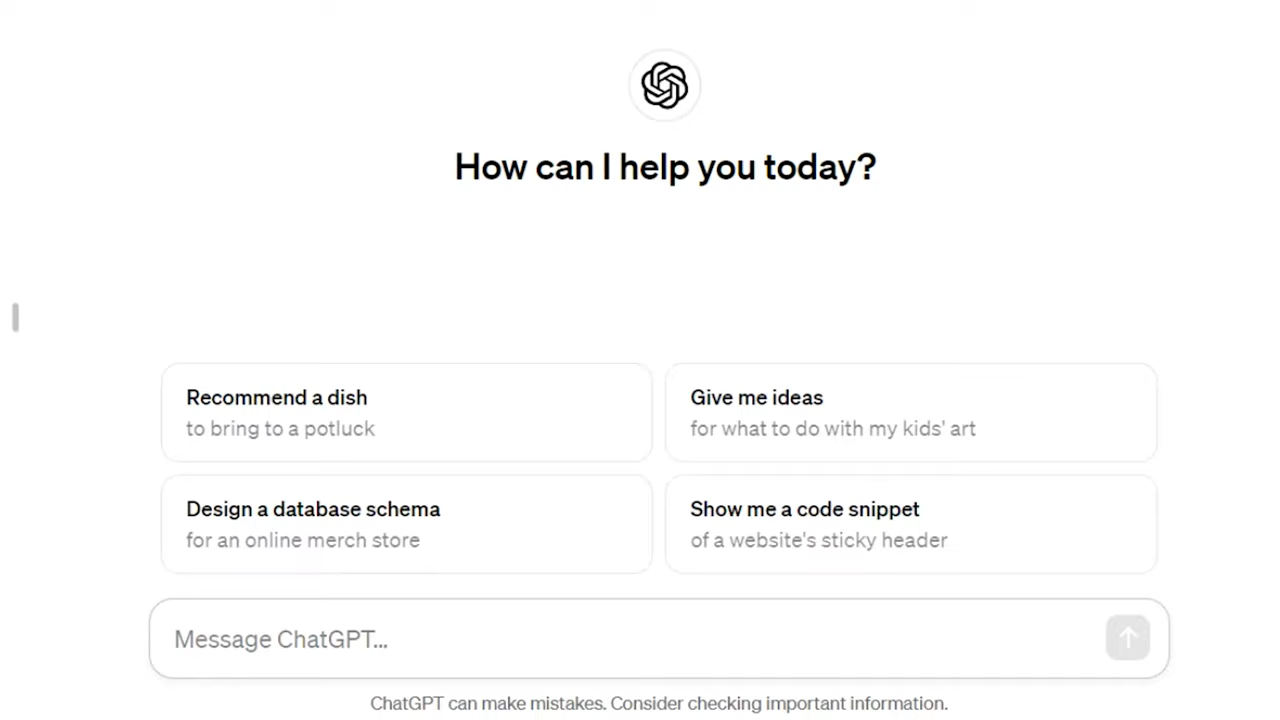 How can I help you today?
Recommend a dish
to bring to a potluck
Give me ideas
for what to do with my kids' art
Design a database schema
for an online merch store
Show me a code snippet
of a website's sticky header
Message ChatGPT...
ChatGPT can make mistakes. Consider checking important information.